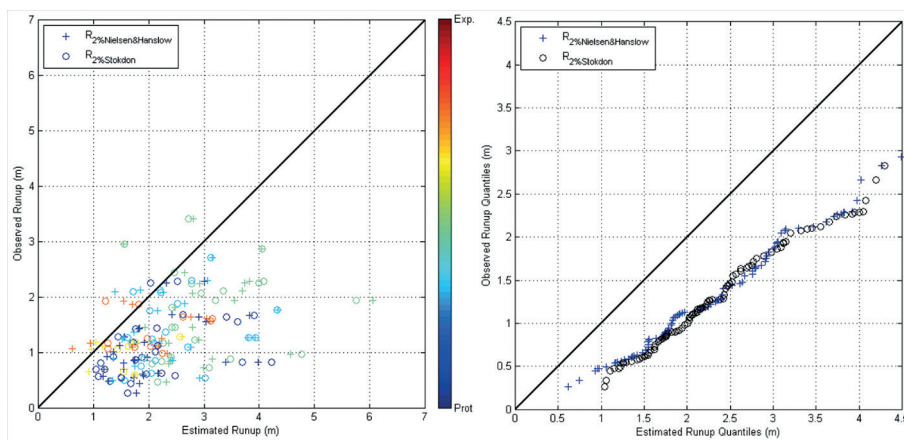 R2%Nielsen&Hanslow
R2%Stokdon
Observed Runup (m)
7
6
5
4
3
2
1
0
0 1 2 3 4 5 6 7
Estimated Runup (m)
Exp.
Prot
R2%Nielsen&Hanslow
R2%Stokdon
Observed Runup Quantiles (m)
4.5
4
3.5
3
2.5
2
1.5
1
0.5
0
0 0.5 1 1.5 2 2.5 3 3.5 4 4.5
Estimated Runup Quantiles (m)